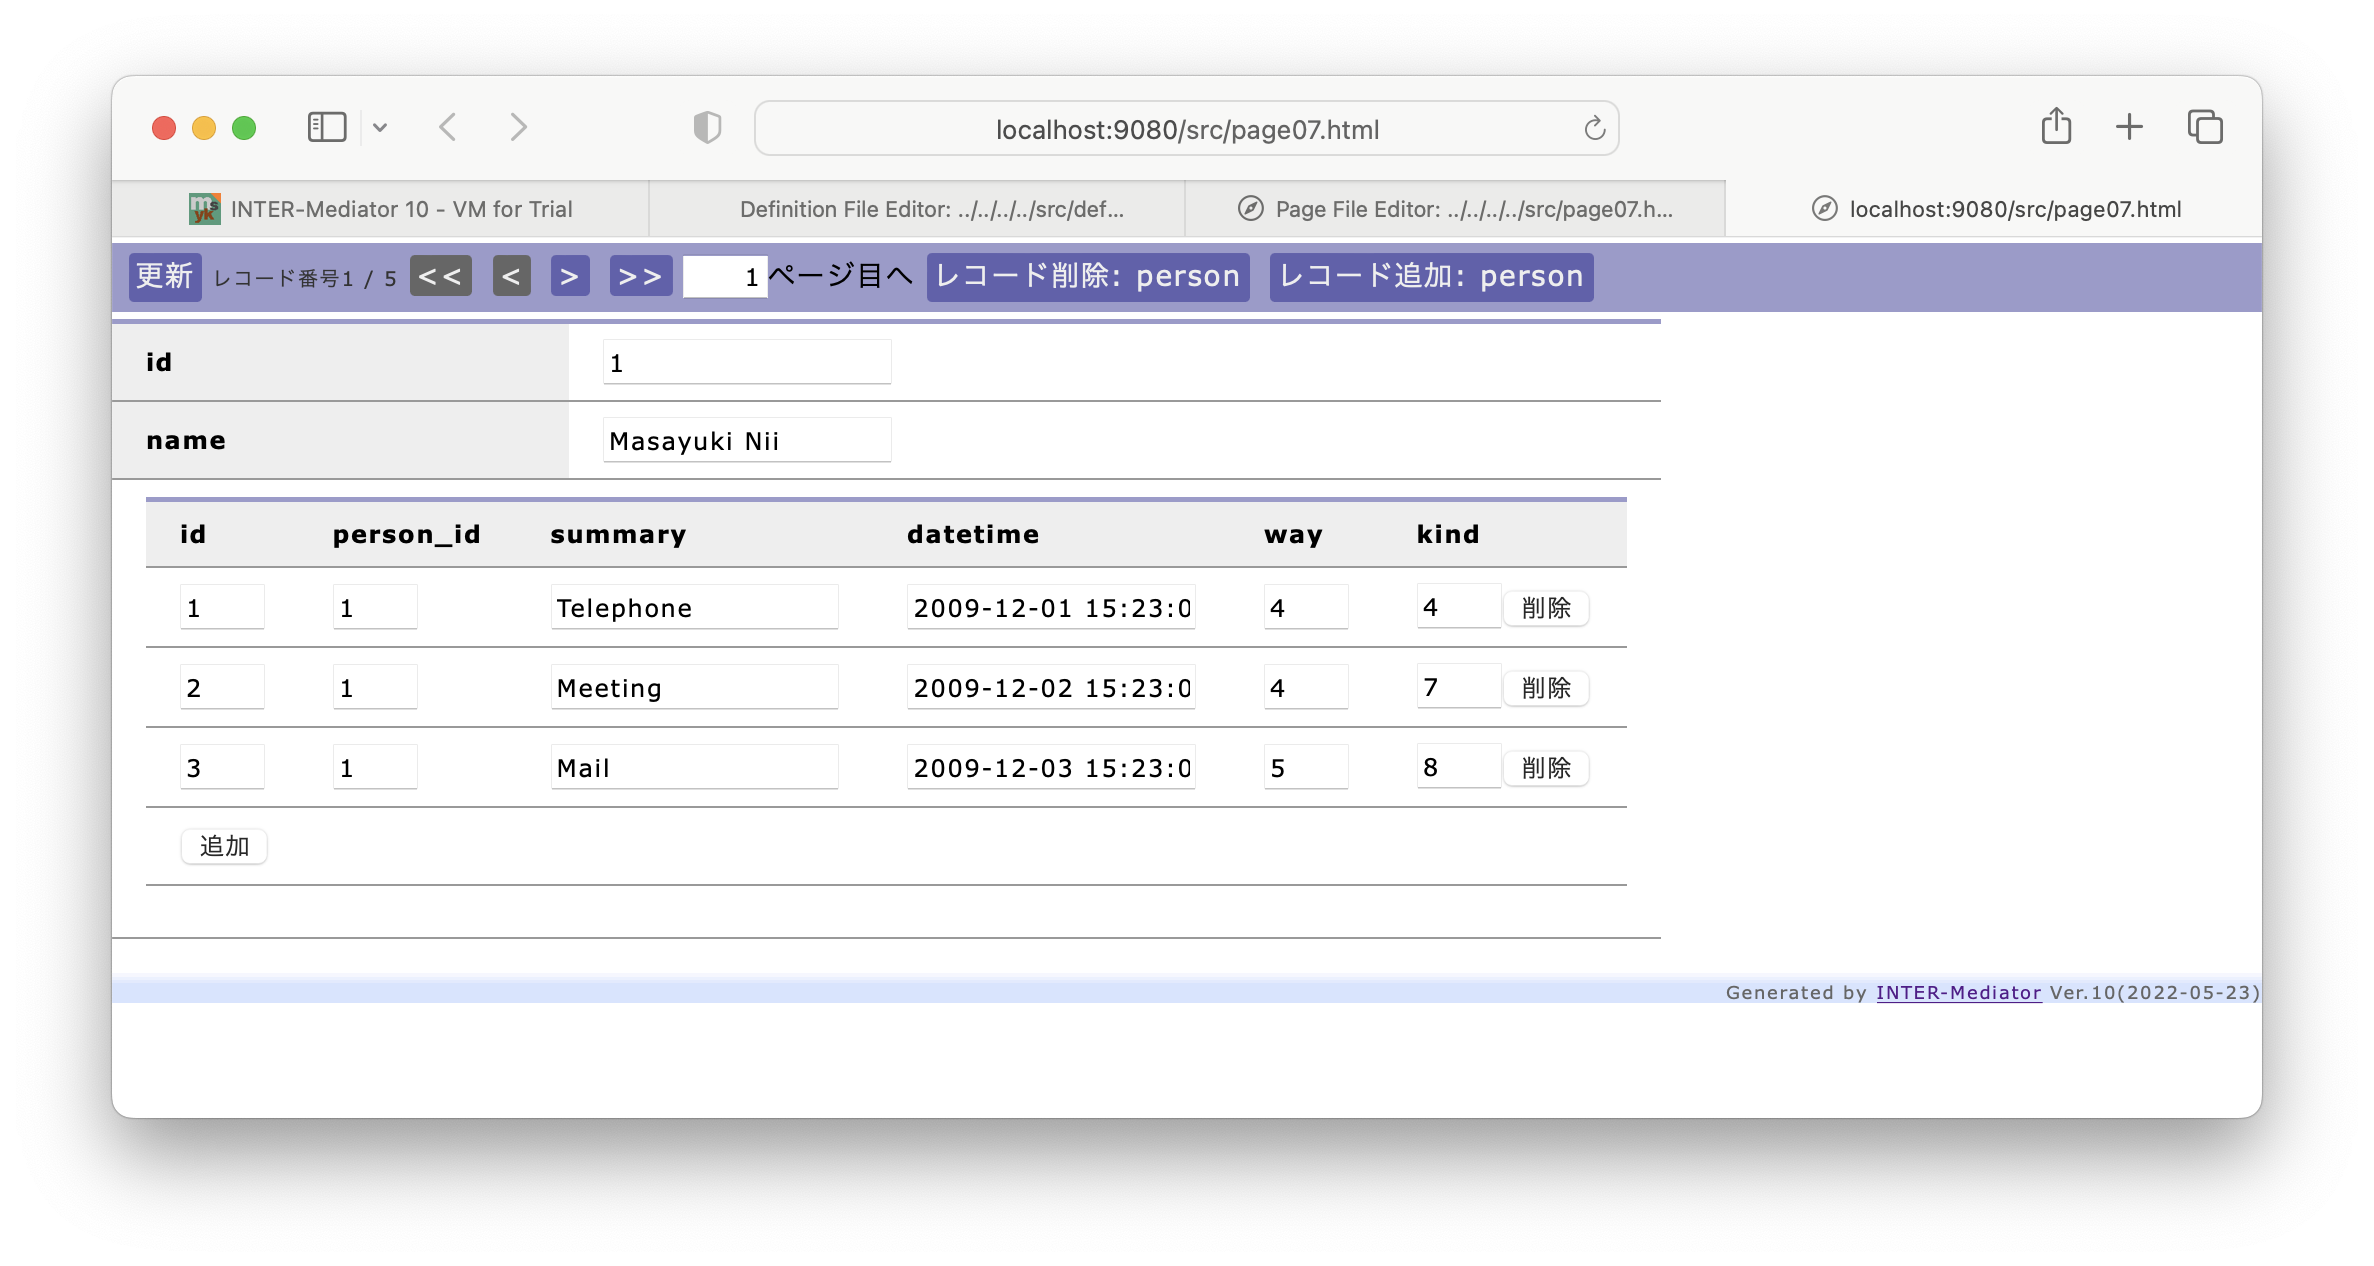 localhost:9080/src/page07.html
INTER-Mediator 10 - VM for Trial
Definition File Editor: ../../../../src/def...
Page File Editor: ../../../../src/page07.h...
localhost:9080/src/page07.html
更新 レコード番号1 / 5 << < > >> 1 ページ目へ レコード削除: person レコード追加: person
id 1
name Masayuki Nii
id person_id summary datetime way kind
1 1 Telephone 2009-12-01 15:23:0 4 4 削除
2 1 Meeting 2009-12-02 15:23:0 4 7 削除
3 1 Mail 2009-12-03 15:23:0 5 8 削除
追加
Generated by INTER-Mediator Ver.10(2022-05-23)